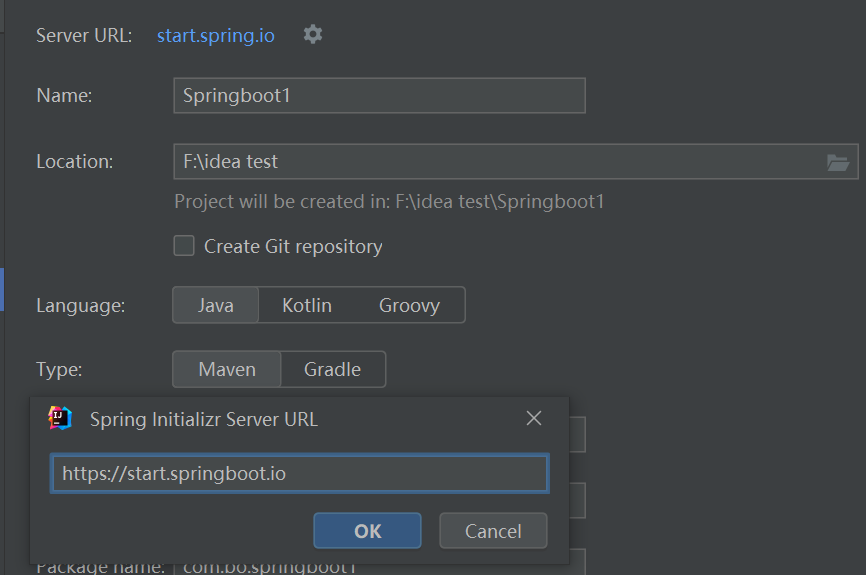 Server URL: start.spring.io
Name: Springboot1
Location: F:\idea test
Project will be created in: F:\idea test\Springboot1
Create Git repository
Language: Java Kotlin Groovy
Type: Maven Gradle
Spring Initializr Server URL
https://start.springboot.io
OK Cancel
Package name: com.bo.springboot1